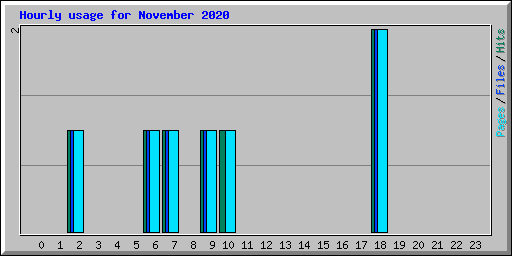 Hourly usage for November 2020
2
Pages/Files/Hits
0 1 2 3 4 5 6 7 8 9 10 11 12 13 14 15 16 17 18 19 20 21 22 23